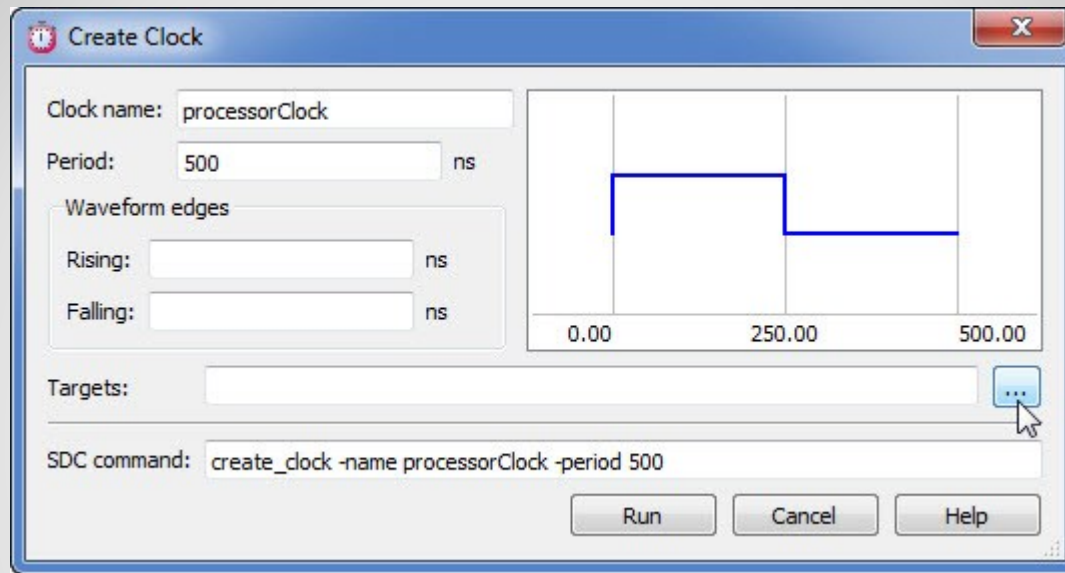 Create Clock
Clock name: processorClock
Period: 500 ns
Waveform edges
Rising: ns
Falling: ns
0.00 250.00 500.00
Targets: ...
SDC command: create_clock -name processorClock -period 500
Run Cancel Help